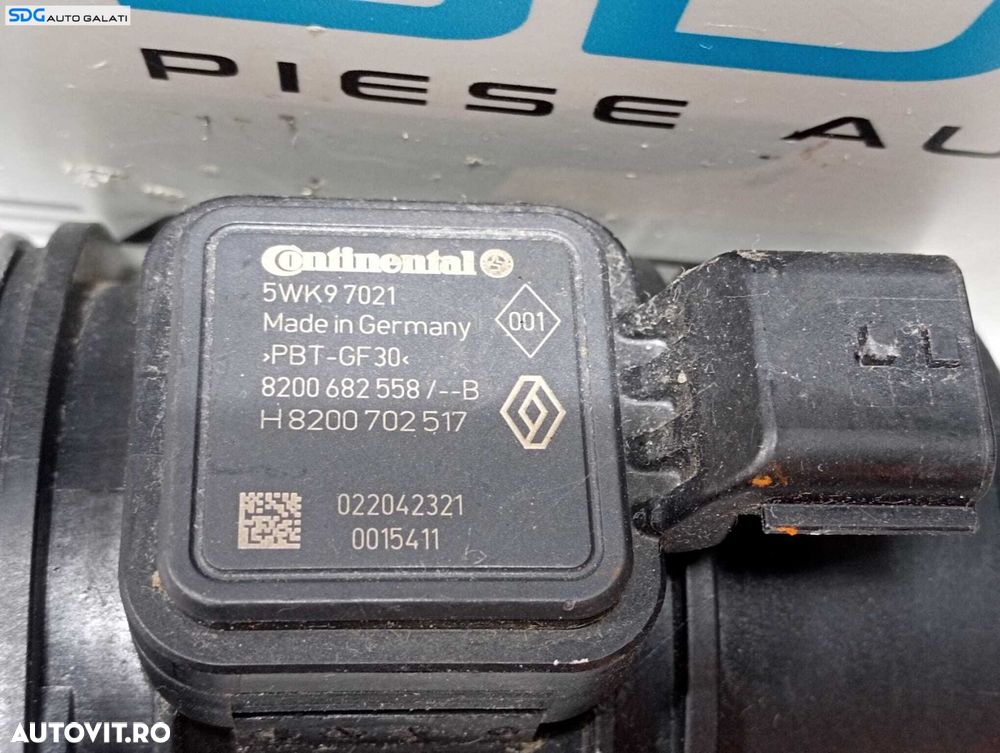 SDG AUTO GALATI
PIESE AU
Continental
5WK9 7021
Made in Germany
001
>PBT-GF30<
8200 682 558 /--B
H8200 702 517
022042321
0015411
AUTOVIT.RO